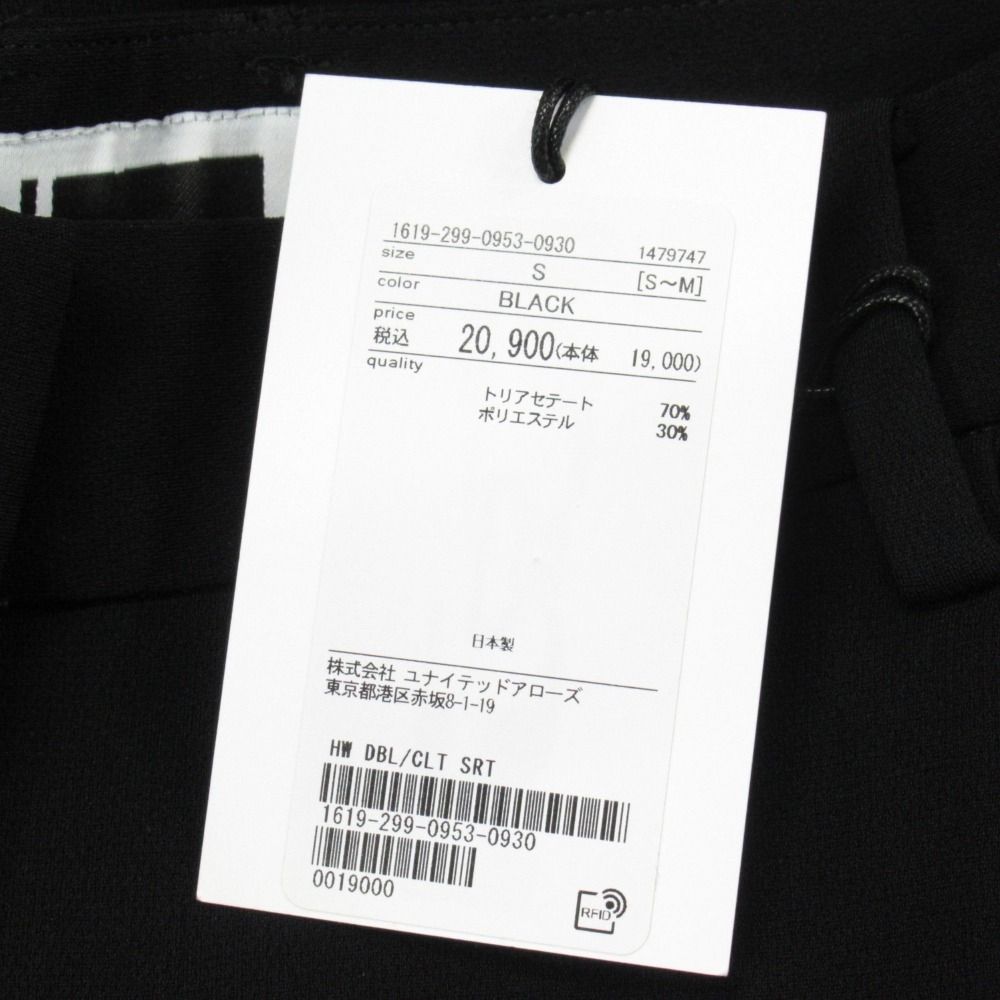 1619-299-0953-0930 1479747
size S [S～M]
color BLACK
price
税込 20,900(本体 19,000)
quality
トリアセテート 70%
ポリエステル 30%
日本製
株式会社 ユナイテッドアローズ
東京都港区赤坂8-1-19
HW DBL/CLT SRT
1619-299-0953-0930
0019000
RFID